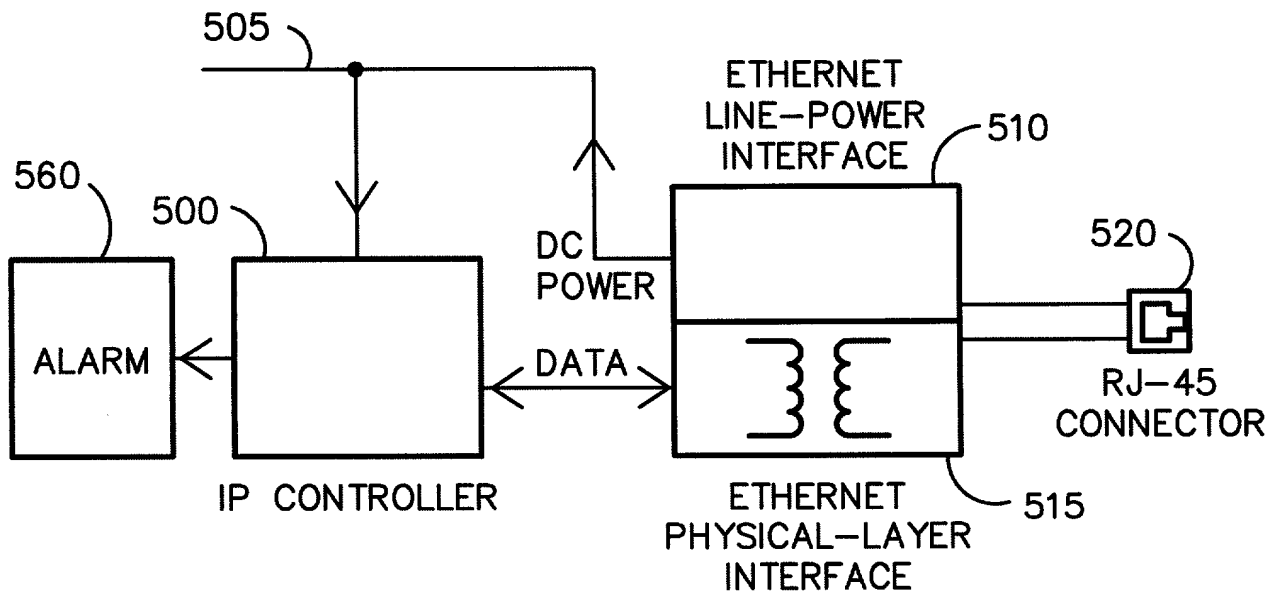 505
ETHERNET
LINE-POWER
INTERFACE
510
560
500
520
DC
POWER
ALARM
DATA
RJ-45
CONNECTOR
IP CONTROLLER
ETHERNET
PHYSICAL-LAYER
INTERFACE
515